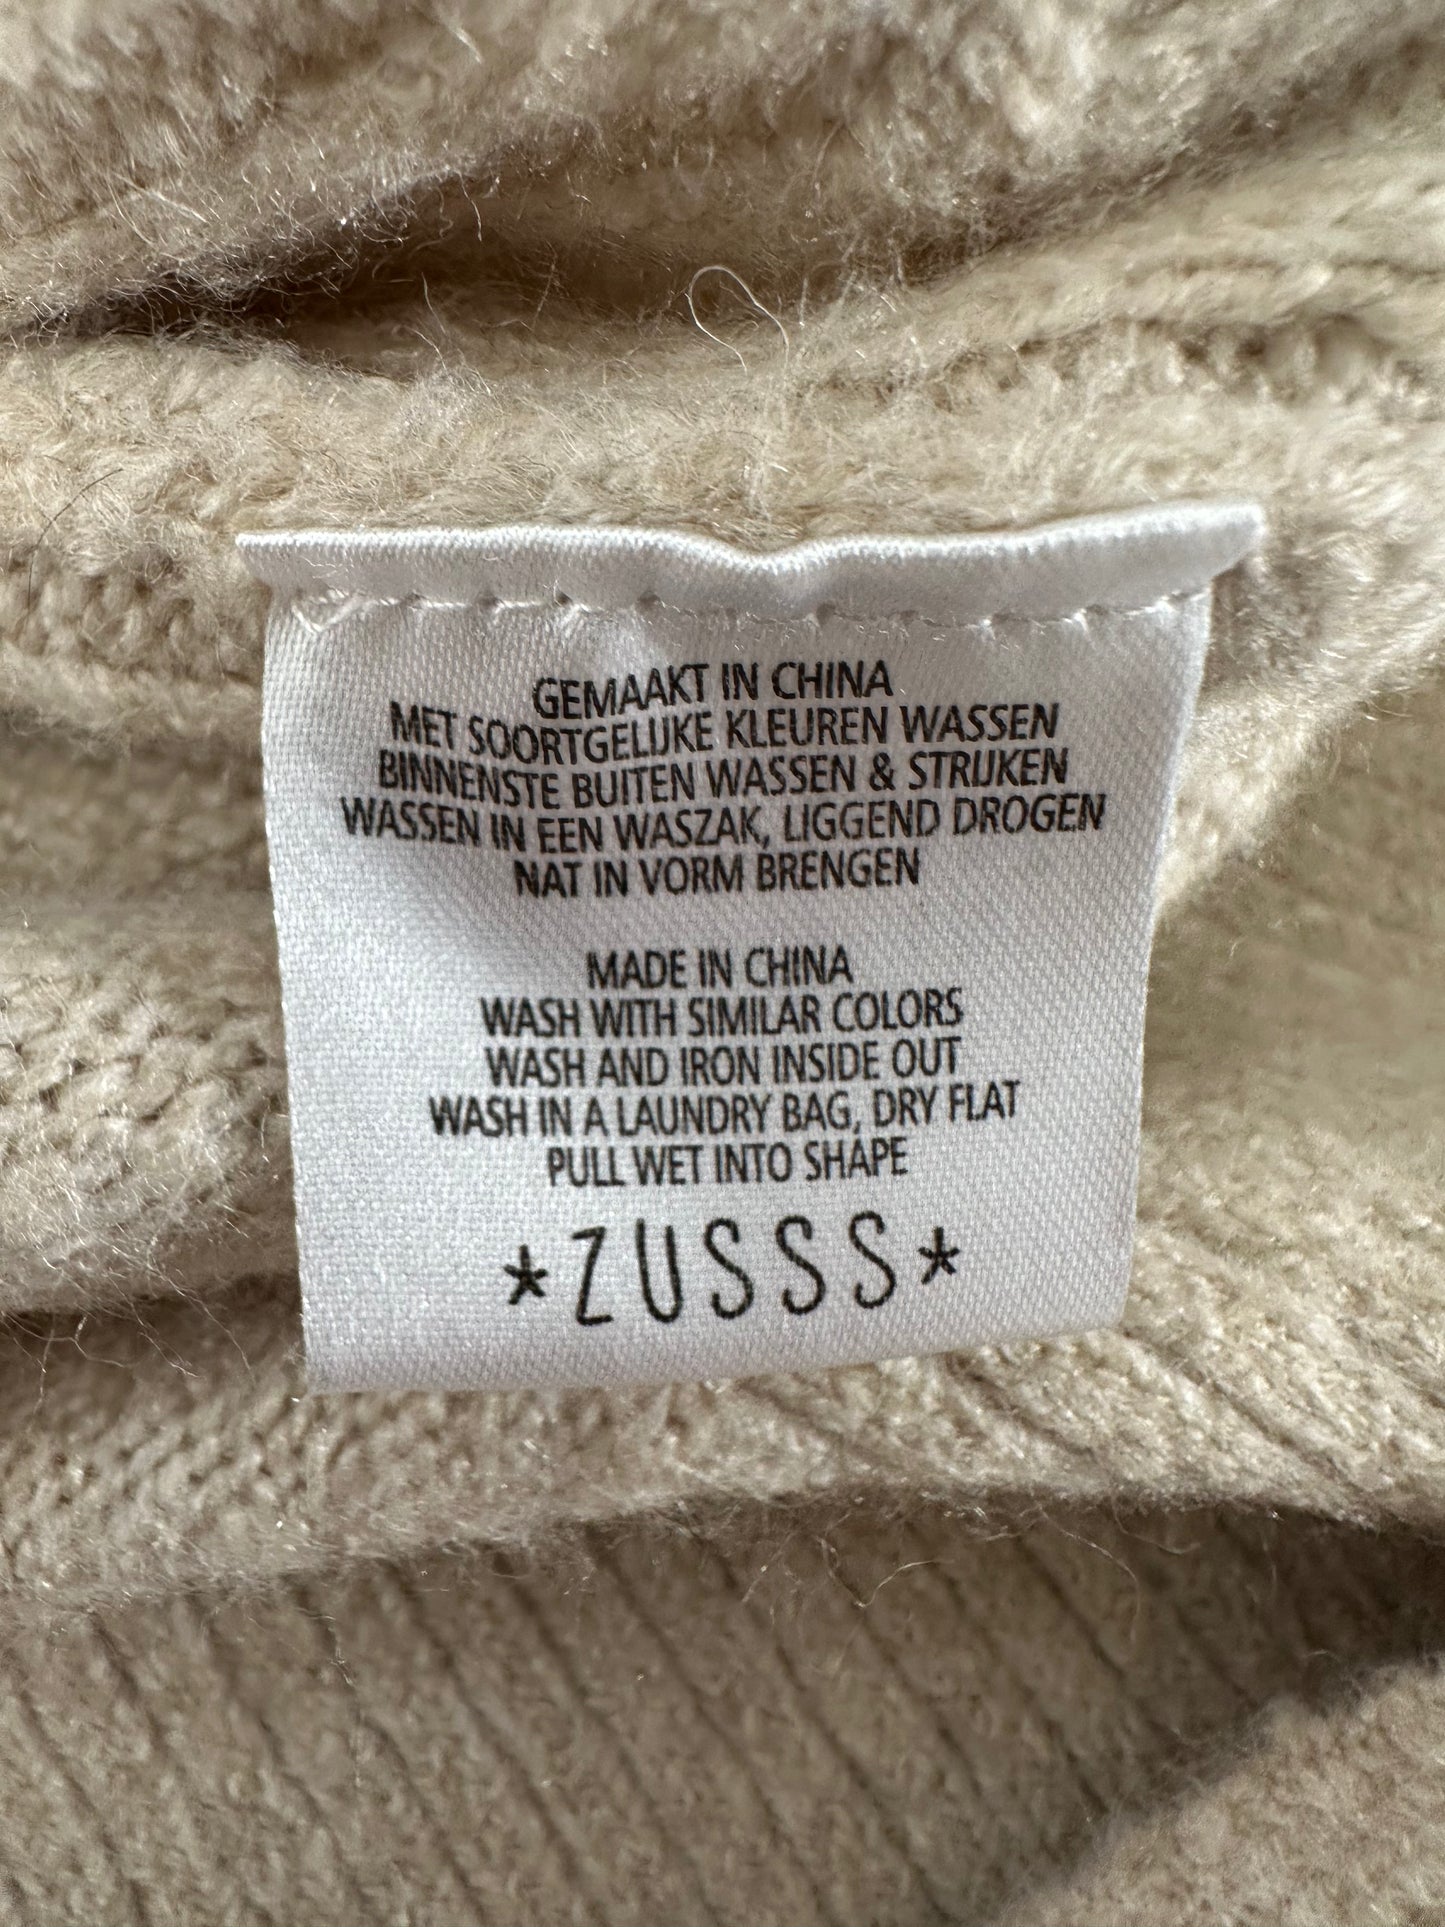 GEMAAKT IN CHINA
MET SOORTGELIJKE KLEUREN WASSEN
BINNENSTE BUITEN WASSEN & STRIJKEN
WASSEN IN EEN WASZAK, LIGGEND DROGEN
NAT IN VORM BRENGEN
MADE IN CHINA
WASH WITH SIMILAR COLORS
WASH AND IRON INSIDE OUT
WASH IN A LAUNDRY BAG, DRY FLAT
PULL WET INTO SHAPE
*ZUSSS*